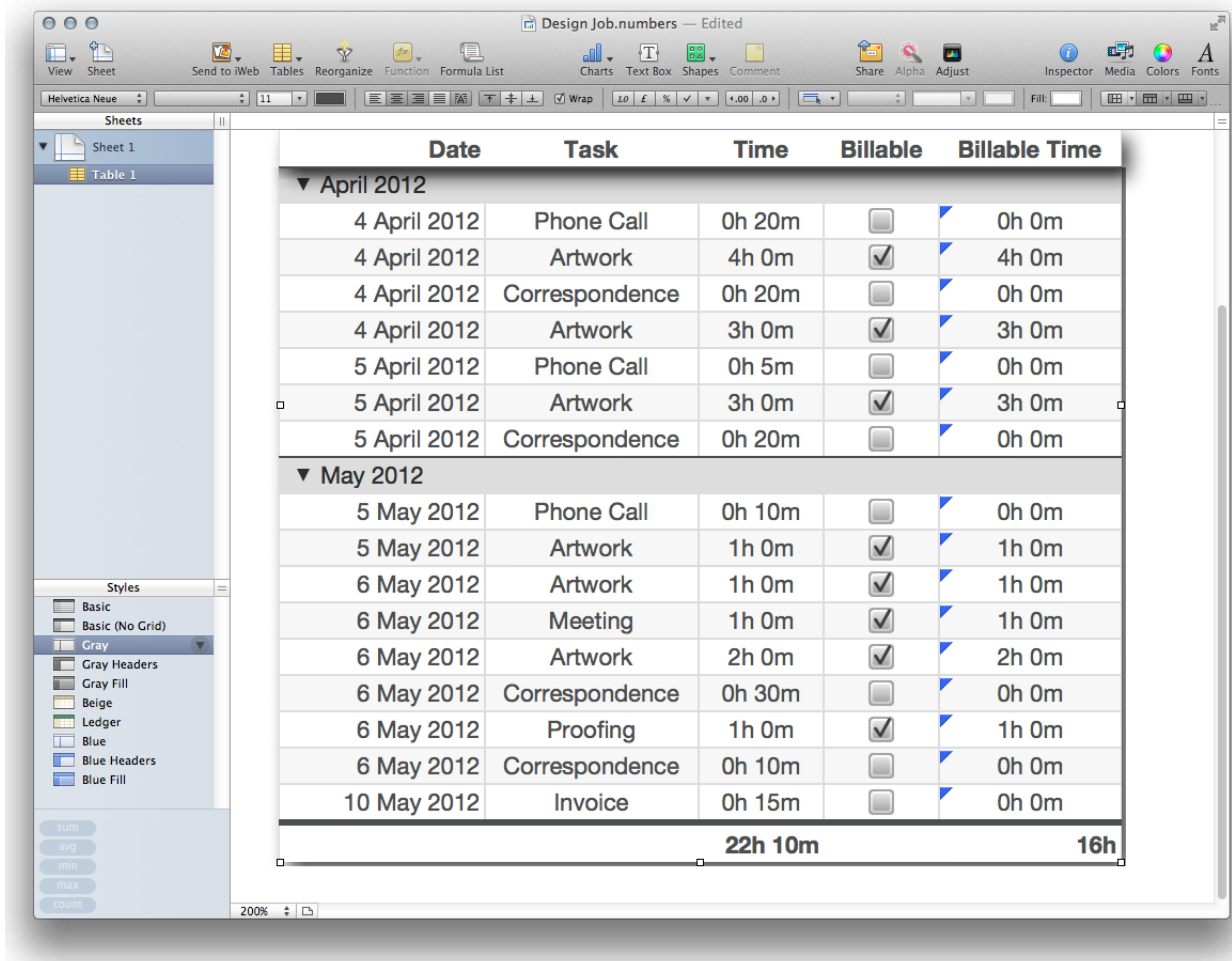 Design Job.numbers — Edited
View Sheet Send to iWeb Tables Reorganize Function Formula List Charts Text Box Shapes Comment Share Alpha Adjust Inspector Media Colors Fonts
Helvetica Neue 11 Wrap 1.0 £ % .00 .0 Fill:
Sheets
Sheet 1
Table 1
Date Task Time Billable Billable Time
April 2012
4 April 2012 Phone Call 0h 20m 0h 0m
4 April 2012 Artwork 4h 0m 4h 0m
4 April 2012 Correspondence 0h 20m 0h 0m
4 April 2012 Artwork 3h 0m 3h 0m
5 April 2012 Phone Call 0h 5m 0h 0m
5 April 2012 Artwork 3h 0m 3h 0m
5 April 2012 Correspondence 0h 20m 0h 0m
May 2012
5 May 2012 Phone Call 0h 10m 0h 0m
5 May 2012 Artwork 1h 0m 1h 0m
6 May 2012 Artwork 1h 0m 1h 0m
6 May 2012 Meeting 1h 0m 1h 0m
6 May 2012 Artwork 2h 0m 2h 0m
6 May 2012 Correspondence 0h 30m 0h 0m
6 May 2012 Proofing 1h 0m 1h 0m
6 May 2012 Correspondence 0h 10m 0h 0m
10 May 2012 Invoice 0h 15m 0h 0m
22h 10m 16h
Styles
Basic
Basic (No Grid)
Gray
Gray Headers
Gray Fill
Beige
Ledger
Blue
Blue Headers
Blue Fill
sum
avg
min
max
count
200%